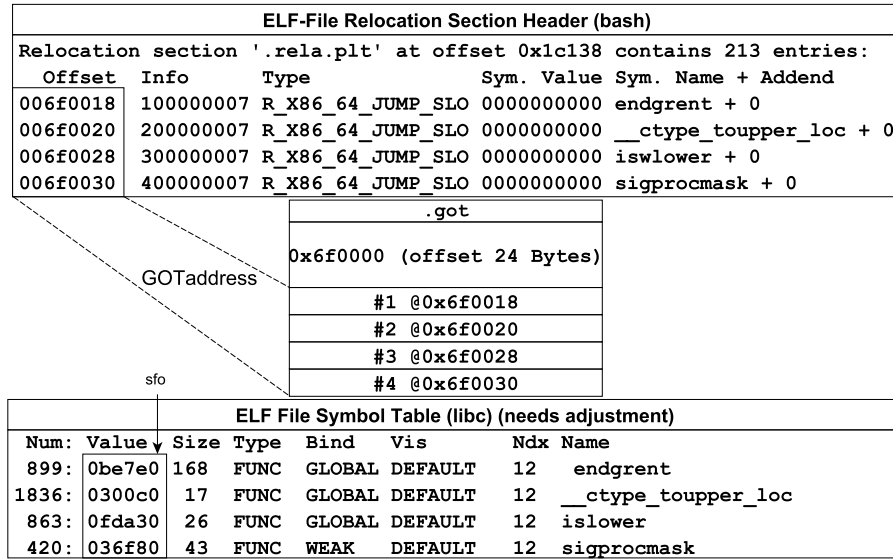 ELF-File Relocation Section Header (bash)
Relocation section '.rela.plt' at offset 0x1c138 contains 213 entries:
Offset Info Type Sym. Value Sym. Name + Addend
006f0018 100000007 R_X86_64_JUMP_SLO 0000000000 endgrent + 0
006f0020 200000007 R_X86_64_JUMP_SLO 0000000000 __ctype_toupper_loc + 0
006f0028 300000007 R_X86_64_JUMP_SLO 0000000000 iswlower + 0
006f0030 400000007 R_X86_64_JUMP_SLO 0000000000 sigprocmask + 0
.got
0x6f0000 (offset 24 Bytes)
GOTaddress
#1 @0x6f0018
#2 @0x6f0020
#3 @0x6f0028
#4 @0x6f0030
sfo
ELF File Symbol Table (libc) (needs adjustment)
Num: Value Size Type Bind Vis Ndx Name
899: 0be7e0 168 FUNC GLOBAL DEFAULT 12 endgrent
1836: 0300c0 17 FUNC GLOBAL DEFAULT 12 __ctype_toupper_loc
863: 0fda30 26 FUNC GLOBAL DEFAULT 12 islower
420: 036f80 43 FUNC WEAK DEFAULT 12 sigprocmask